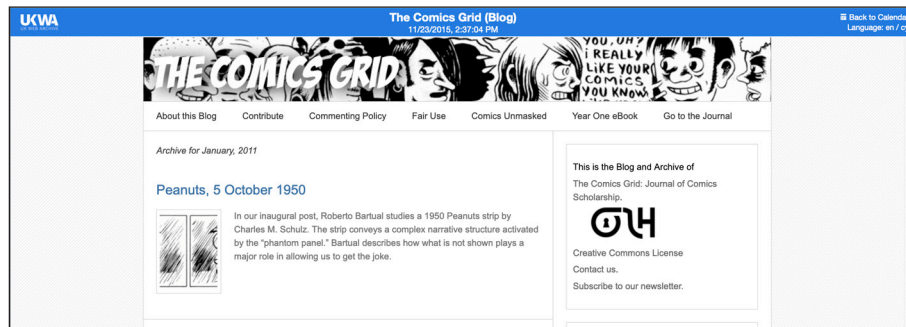 UKWA
UK WEB ARCHIVE
The Comics Grid (Blog)
11/23/2015, 2:37:04 PM
Back to Calenda
Language: en / cy
THE COMICS GRID
YOU, UH?
i REALLY
LiKE YOUR
COMiCS
YOU KNOW
About this Blog
Contribute
Commenting Policy
Fair Use
Comics Unmasked
Year One eBook
Go to the Journal
Archive for January, 2011
Peanuts, 5 October 1950
In our inaugural post, Roberto Bartual studies a 1950 Peanuts strip by
Charles M. Schulz. The strip conveys a complex narrative structure activated
by the "phantom panel." Bartual describes how what is not shown plays a
major role in allowing us to get the joke.
This is the Blog and Archive of
The Comics Grid: Journal of Comics
Scholarship.
OLH
Creative Commons License
Contact us.
Subscribe to our newsletter.